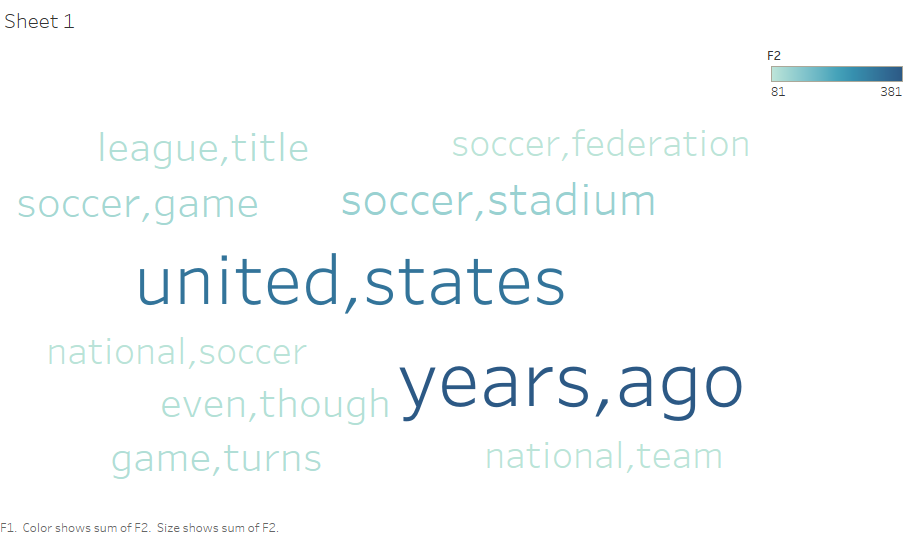 Sheet 1
F2
81 381
league,title
soccer,federation
soccer,game
soccer,stadium
united,states
national,soccer
years,ago
even,though
game,turns
national,team
F1. Color shows sum of F2. Size shows sum of F2.